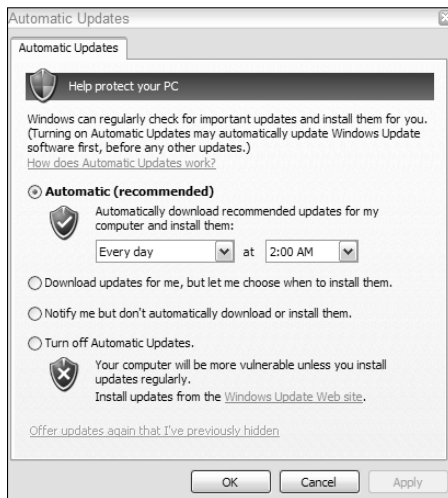 Automatic Updates
Automatic Updates
Help protect your PC
Windows can regularly check for important updates and install them for you.
(Turning on Automatic Updates may automatically update Windows Update
software first, before any other updates.)
How does Automatic Updates work?
Automatic (recommended)
Automatically download recommended updates for my
computer and install them:
Every day at 2:00 AM
Download updates for me, but let me choose when to install them.
Notify me but don't automatically download or install them.
Turn off Automatic Updates.
Your computer will be more vulnerable unless you install
updates regularly.
Install updates from the Windows Update Web site.
Offer updates again that I've previously hidden
OK Cancel Apply